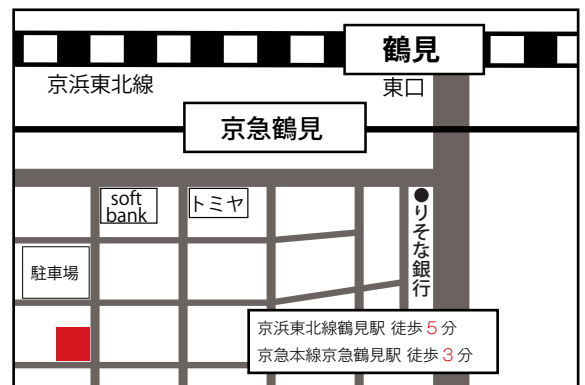 鶴見
京浜東北線
東口
京急鶴見
soft
bank
トミヤ
●りそな銀行
駐車場
京浜東北線鶴見駅 徒歩5分
京急本線京急鶴見駅 徒歩3分